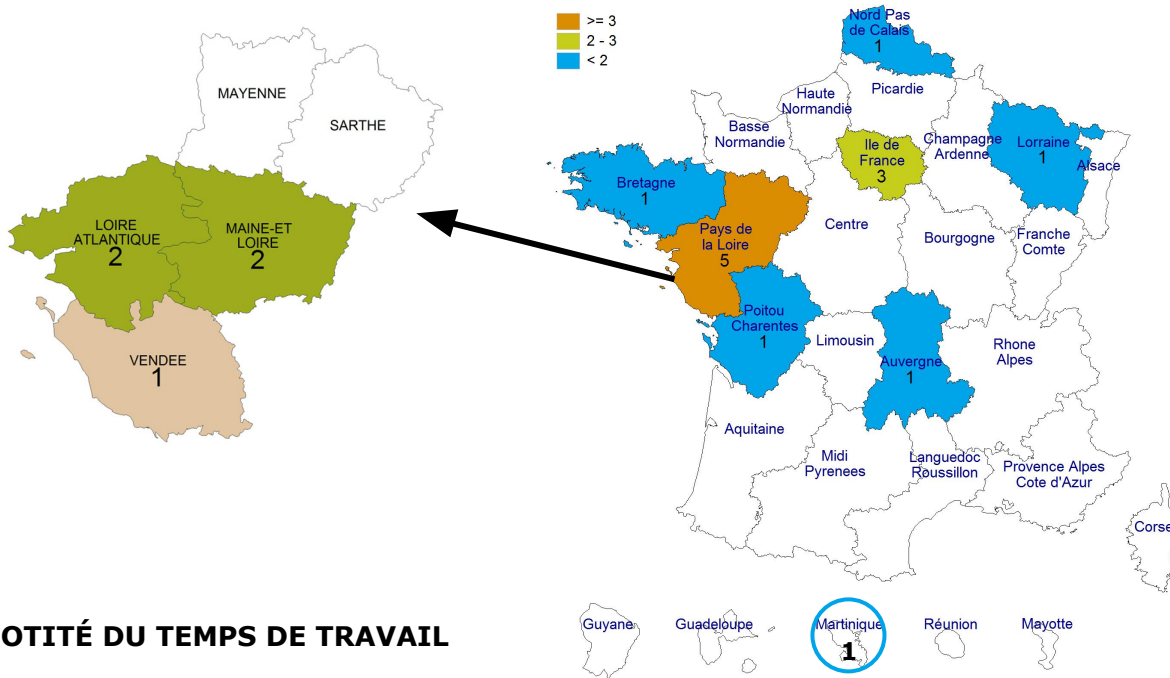 >= 3
2 - 3
< 2
MAYENNE
SARTHE
LOIRE
ATLANTIQUE
2
MAINE-ET
LOIRE
2
VENDEE
1
Nord Pas
de Calais
1
Picardie
Haute
Normandie
Basse
Normandie
Ile de
France
3
Champagne
Ardenne
Lorraine
1
Alsace
Bretagne
1
Pays de
la Loire
5
Centre
Bourgogne
Franche
Comte
Poitou
Charentes
1
Limousin
Auvergne
1
Rhone
Alpes
Aquitaine
Midi
Pyrenees
Languedoc
Roussillon
Provence Alpes
Cote d'Azur
Corse
OTITÉ DU TEMPS DE TRAVAIL
Guyane
Guadeloupe
Martinique
1
Réunion
Mayotte